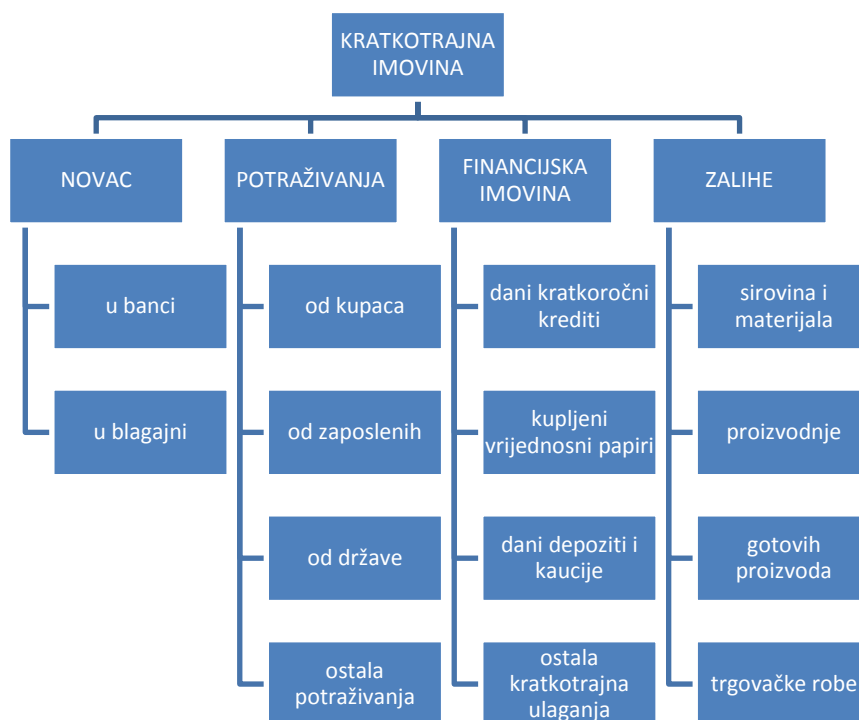 KRATKOTRAJNA
IMOVINA
NOVAC
POTRAŽIVANJA
FINANCIJSKA
IMOVINA
ZALIHE
u banci
od kupaca
dani kratkoročni
krediti
sirovina i
materijala
u blagajni
od zaposlenih
kupljeni
vrijednosni papiri
proizvodnje
od države
dani depoziti i
kaucije
gotovih
proizvoda
ostala
potraživanja
ostala
kratkotrajna
ulaganja
trgovačke robe